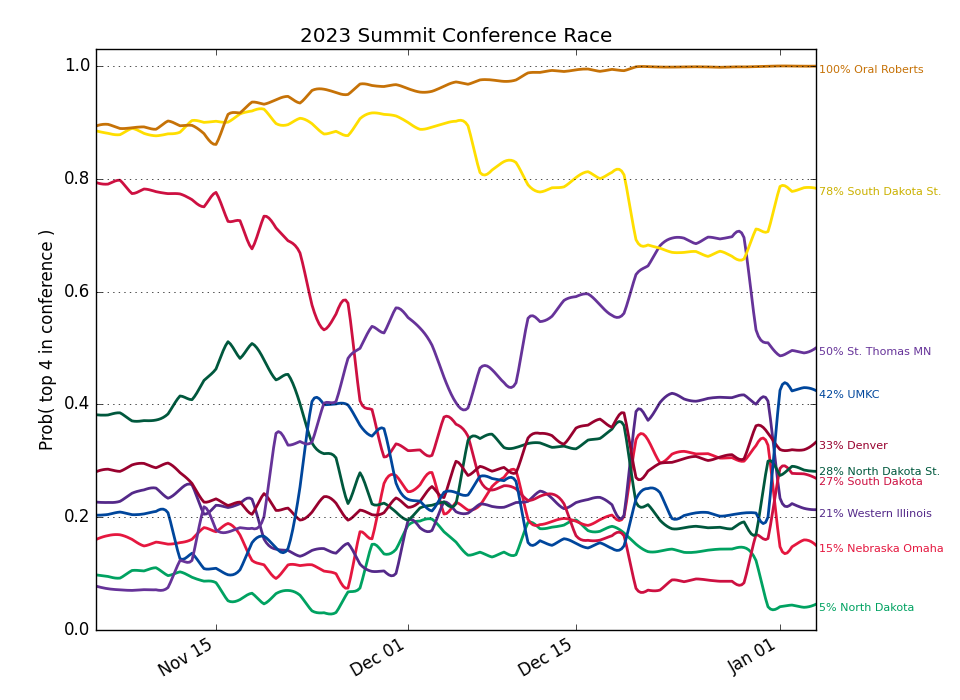 2023 Summit Conference Race
Prob( top 4 in conference )
1.0
0.8
0.6
0.4
0.2
0.0
Nov 15
Dec 01
Dec 15
Jan 01
100% Oral Roberts
78% South Dakota St.
50% St. Thomas MN
42% UMKC
33% Denver
28% North Dakota St.
27% South Dakota
21% Western Illinois
15% Nebraska Omaha
5% North Dakota